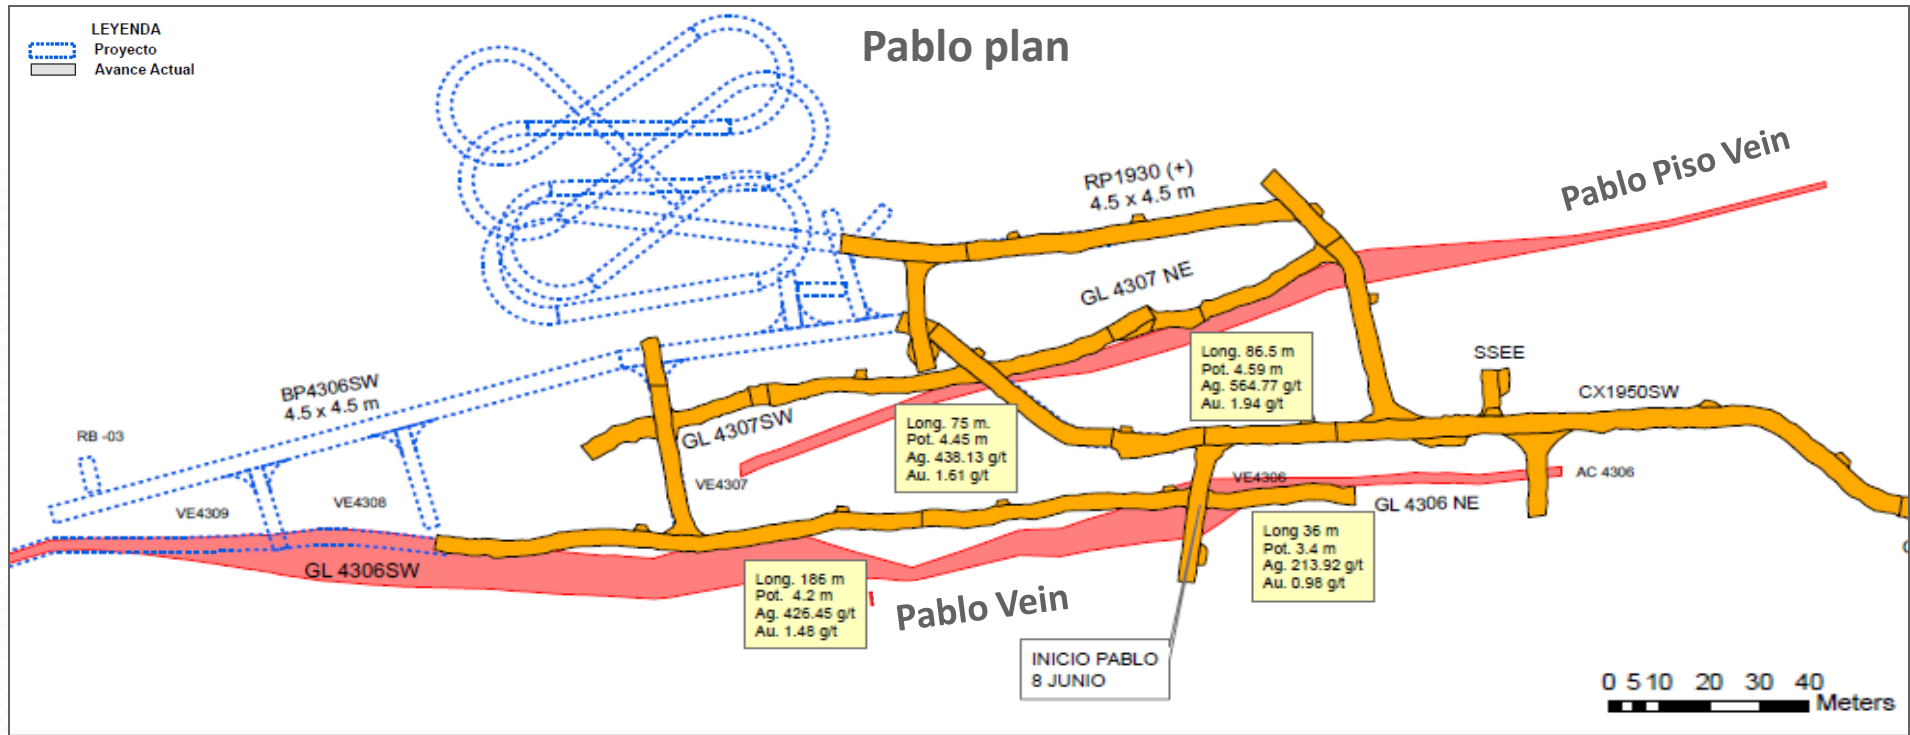 LEYENDA
Proyecto
Avance Actual
Pablo plan
RP1930 (+)
4.5 x 4.5 m
Pablo Piso Vein
GL 4307 NE
Long. 86.5 m
Pot. 4.59 m
Ag. 564.77 g/t
Au. 1.94 g/t
SSEE
CX1950SW
BP4306SW
4.5 x 4.5 m
RB -03
GL 4307SW
Long. 75 m.
Pot. 4.45 m
Ag. 438.13 g/t
Au. 1.61 g/t
VE4307
VE4306
AC 4306
VE4309
VE4308
GL 4306 NE
Long 36 m
Pot. 3.4 m
Ag. 213.92 g/t
Au. 0.98 g/t
GL 4306SW
Long. 186 m
Pot. 4.2 m
Ag. 426.45 g/t
Au. 1.48 g/t
Pablo Vein
INICIO PABLO
8 JUNIO
0 5 10 20 30 40
Meters